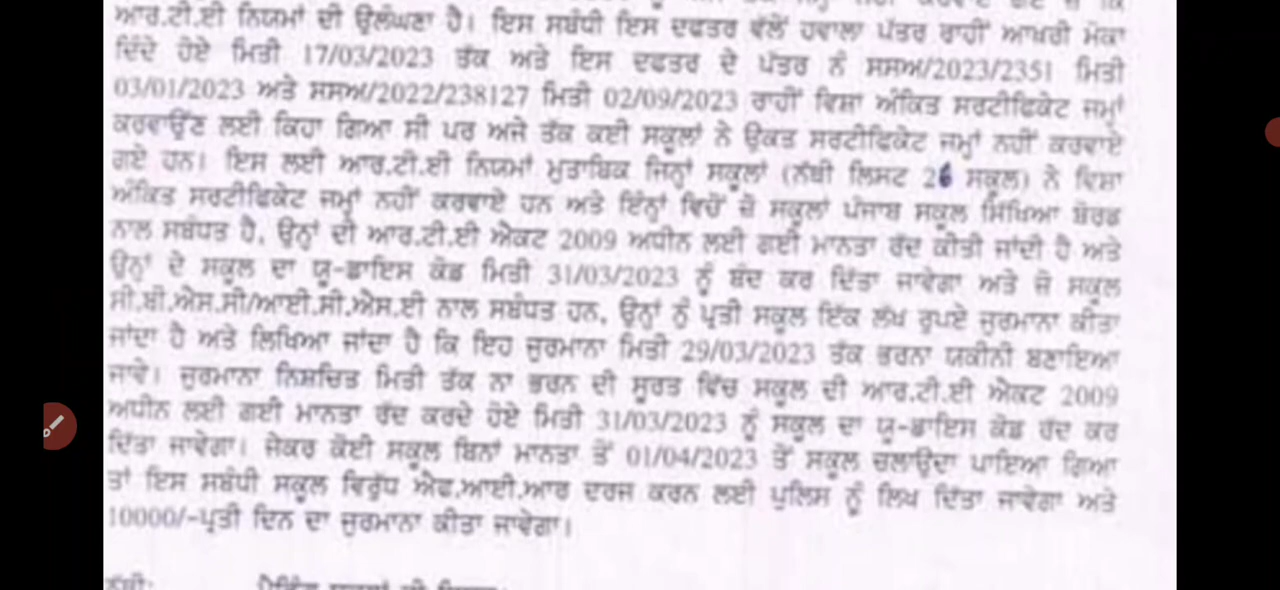 ਆਰ.ਟੀ.ਈ ਨਿਯਮਾਂ ਦੀ ਉਲੰਘਣਾ ਹੈ। ਇਸ ਸਬੰਧੀ ਇਸ ਦਫਤਰ ਵੱਲੋਂ ਹਵਾਲਾ ਪੱਤਰ ਰਾਹੀਂ ਆਖਰੀ ਮੌਕਾ
ਦਿੰਦੇ ਹੋਏ ਮਿਤੀ 17/03/2023 ਤੱਕ ਅਤੇ ਇਸ ਦਫਤਰ ਦੇ ਪੱਤਰ ਨੰ ਸਸਅ/2023/2351 ਮਿਤੀ
03/01/2023 ਅਤੇ ਸਸਅ/2022/238127 ਮਿਤੀ 02/09/2023 ਰਾਹੀਂ ਵਿਸ਼ਾ ਅੰਕਿਤ ਸਰਟੀਫਿਕੇਟ ਜਮ੍ਹਾਂ
ਕਰਵਾਉਂਣ ਲਈ ਕਿਹਾ ਗਿਆ ਸੀ ਪਰ ਅਜੇ ਤੱਕ ਕਈ ਸਕੂਲਾਂ ਨੇ ਉਕਤ ਸਰਟੀਫਿਕੇਟ ਜਮ੍ਹਾਂ ਨਹੀਂ ਕਰਵਾਏ
ਗਏ ਹਨ। ਇਸ ਲਈ ਆਰ.ਟੀ.ਈ ਨਿਯਮਾਂ ਮੁਤਾਬਿਕ ਜਿਨ੍ਹਾਂ ਸਕੂਲਾਂ (ਨੱਥੀ ਲਿਸਟ 26 ਸਕੂਲ) ਨੇ ਵਿਸ਼ਾ
ਅੰਕਿਤ ਸਰਟੀਫਿਕੇਟ ਜਮ੍ਹਾਂ ਨਹੀਂ ਕਰਵਾਏ ਹਨ ਅਤੇ ਇੰਨ੍ਹਾਂ ਵਿਚੋਂ ਜੋ ਸਕੂਲਾਂ ਪੰਜਾਬ ਸਕੂਲ ਸਿੱਖਿਆ ਬੋਰਡ
ਨਾਲ ਸਬੰਧਤ ਹੈ, ਉਨ੍ਹਾਂ ਦੀ ਆਰ.ਟੀ.ਈ ਐਕਟ 2009 ਅਧੀਨ ਲਈ ਗਈ ਮਾਨਤਾ ਰੱਦ ਕੀਤੀ ਜਾਂਦੀ ਹੈ ਅਤੇ
ਉਨ੍ਹਾਂ ਦੇ ਸਕੂਲ ਦਾ ਯੂ-ਡਾਇਸ ਕੋਡ ਮਿਤੀ 31/03/2023 ਨੂੰ ਬੰਦ ਕਰ ਦਿੱਤਾ ਜਾਵੇਗਾ ਅਤੇ ਜੋ ਸਕੂਲ
ਸੀ.ਬੀ.ਐਸ.ਸੀ/ਆਈ.ਸੀ.ਐਸ.ਈ ਨਾਲ ਸਬੰਧਤ ਹਨ, ਉਨ੍ਹਾਂ ਨੂੰ ਪ੍ਰਤੀ ਸਕੂਲ ਇੱਕ ਲੱਖ ਰੁਪਏ ਜੁਰਮਾਨਾ ਕੀਤਾ
ਜਾਂਦਾ ਹੈ ਅਤੇ ਲਿਖਿਆ ਜਾਂਦਾ ਹੈ ਕਿ ਇਹ ਜੁਰਮਾਨਾ ਮਿਤੀ 29/03/2023 ਤੱਕ ਭਰਨਾ ਯਕੀਨੀ ਬਣਾਇਆ
ਜਾਵੇ। ਜੁਰਮਾਨਾ ਨਿਸ਼ਚਿਤ ਮਿਤੀ ਤੱਕ ਨਾ ਭਰਨ ਦੀ ਸੂਰਤ ਵਿੱਚ ਸਕੂਲ ਦੀ ਆਰ.ਟੀ.ਈ ਐਕਟ 2009
ਅਧੀਨ ਲਈ ਗਈ ਮਾਨਤਾ ਰੱਦ ਕਰਦੇ ਹੋਏ ਮਿਤੀ 31/03/2023 ਨੂੰ ਸਕੂਲ ਦਾ ਯੂ-ਡਾਇਸ ਕੋਡ ਰੱਦ ਕਰ
ਦਿੱਤਾ ਜਾਵੇਗਾ। ਜੇਕਰ ਕੋਈ ਸਕੂਲ ਬਿਨਾਂ ਮਾਨਤਾ ਤੋਂ 01/04/2023 ਤੋਂ ਸਕੂਲ ਚਲਾਉਂਦਾ ਪਾਇਆ ਗਿਆ
ਤਾਂ ਇਸ ਸਬੰਧੀ ਸਕੂਲ ਵਿਰੁੱਧ ਐਫ.ਆਈ.ਆਰ ਦਰਜ ਕਰਨ ਲਈ ਪੁਲਿਸ ਨੂੰ ਲਿਖ ਦਿੱਤਾ ਜਾਵੇਗਾ ਅਤੇ
10000/-ਪ੍ਰਤੀ ਦਿਨ ਦਾ ਜੁਰਮਾਨਾ ਕੀਤਾ ਜਾਵੇਗਾ।